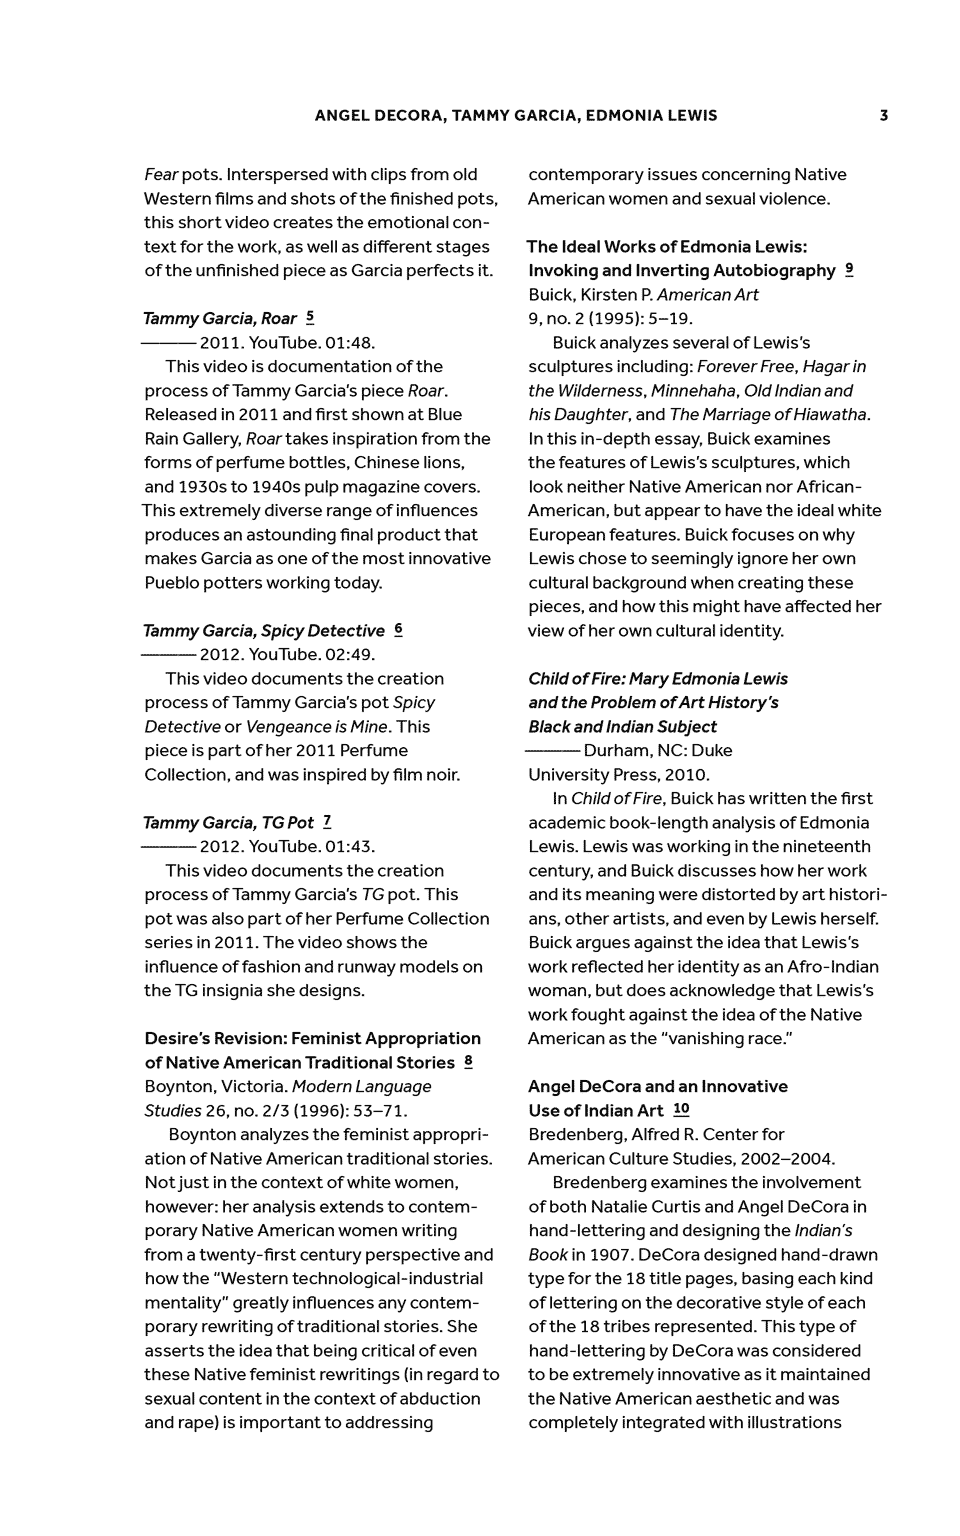 ANGEL DECORA, TAMMY GARCIA, EDMONIA LEWIS 3
Fear pots. Interspersed with clips from old
Western films and shots of the finished pots,
this short video creates the emotional con-
text for the work, as well as different stages
of the unfinished piece as Garcia perfects it.
Tammy Garcia, Roar 5
——— 2011. YouTube. 01:48.
This video is documentation of the
process of Tammy Garcia's piece Roar.
Released in 2011 and first shown at Blue
Rain Gallery, Roar takes inspiration from the
forms of perfume bottles, Chinese lions,
and 1930s to 1940s pulp magazine covers.
This extremely diverse range of influences
produces an astounding final product that
makes Garcia as one of the most innovative
Pueblo potters working today.
Tammy Garcia, Spicy Detective 6
——— 2012. YouTube. 02:49.
This video documents the creation
process of Tammy Garcia's pot Spicy
Detective or Vengeance is Mine. This
piece is part of her 2011 Perfume
Collection, and was inspired by film noir.
Tammy Garcia, TG Pot 7
——— 2012. YouTube. 01:43.
This video documents the creation
process of Tammy Garcia's TG pot. This
pot was also part of her Perfume Collection
series in 2011. The video shows the
influence of fashion and runway models on
the TG insignia she designs.
Desire's Revision: Feminist Appropriation
of Native American Traditional Stories 8
Boynton, Victoria. Modern Language
Studies 26, no. 2/3 (1996): 53–71.
Boynton analyzes the feminist appropri-
ation of Native American traditional stories.
Not just in the context of white women,
however: her analysis extends to contem-
porary Native American women writing
from a twenty-first century perspective and
how the "Western technological-industrial
mentality" greatly influences any contem-
porary rewriting of traditional stories. She
asserts the idea that being critical of even
these Native feminist rewritings (in regard to
sexual content in the context of abduction
and rape) is important to addressing
contemporary issues concerning Native
American women and sexual violence.
The Ideal Works of Edmonia Lewis:
Invoking and Inverting Autobiography 9
Buick, Kirsten P. American Art
9, no. 2 (1995): 5–19.
Buick analyzes several of Lewis's
sculptures including: Forever Free, Hagar in
the Wilderness, Minnehaha, Old Indian and
his Daughter, and The Marriage of Hiawatha.
In this in-depth essay, Buick examines
the features of Lewis's sculptures, which
look neither Native American nor African-
American, but appear to have the ideal white
European features. Buick focuses on why
Lewis chose to seemingly ignore her own
cultural background when creating these
pieces, and how this might have affected her
view of her own cultural identity.
Child of Fire: Mary Edmonia Lewis
and the Problem of Art History's
Black and Indian Subject
——— Durham, NC: Duke
University Press, 2010.
In Child of Fire, Buick has written the first
academic book-length analysis of Edmonia
Lewis. Lewis was working in the nineteenth
century, and Buick discusses how her work
and its meaning were distorted by art histori-
ans, other artists, and even by Lewis herself.
Buick argues against the idea that Lewis's
work reflected her identity as an Afro-Indian
woman, but does acknowledge that Lewis's
work fought against the idea of the Native
American as the "vanishing race."
Angel DeCora and an Innovative
Use of Indian Art 10
Bredenberg, Alfred R. Center for
American Culture Studies, 2002–2004.
Bredenberg examines the involvement
of both Natalie Curtis and Angel DeCora in
hand-lettering and designing the Indian's
Book in 1907. DeCora designed hand-drawn
type for the 18 title pages, basing each kind
of lettering on the decorative style of each
of the 18 tribes represented. This type of
hand-lettering by DeCora was considered
to be extremely innovative as it maintained
the Native American aesthetic and was
completely integrated with illustrations